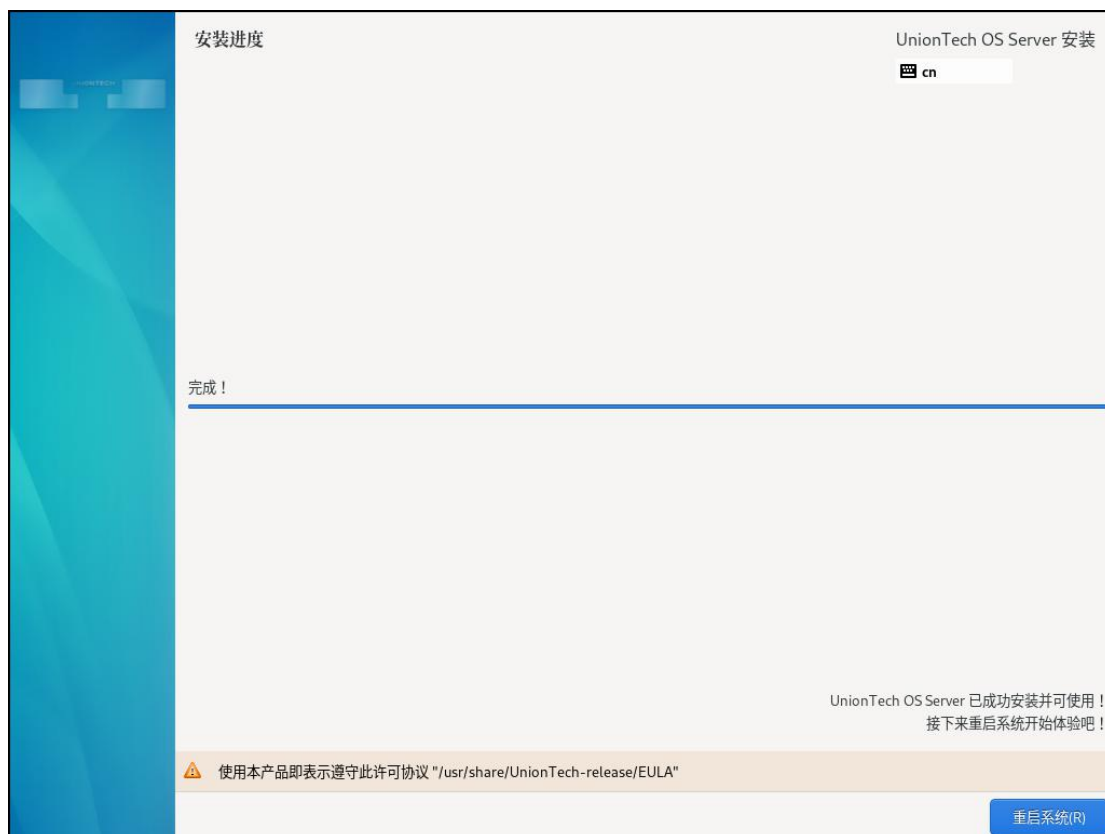 安装进度
UnionTech OS Server 安装
cn
UNIONTECH
完成！
UnionTech OS Server 已成功安装并可使用！
接下来重启系统开始体验吧！
使用本产品即表示遵守此许可协议 "/usr/share/UnionTech-release/EULA"
重启系统(R)